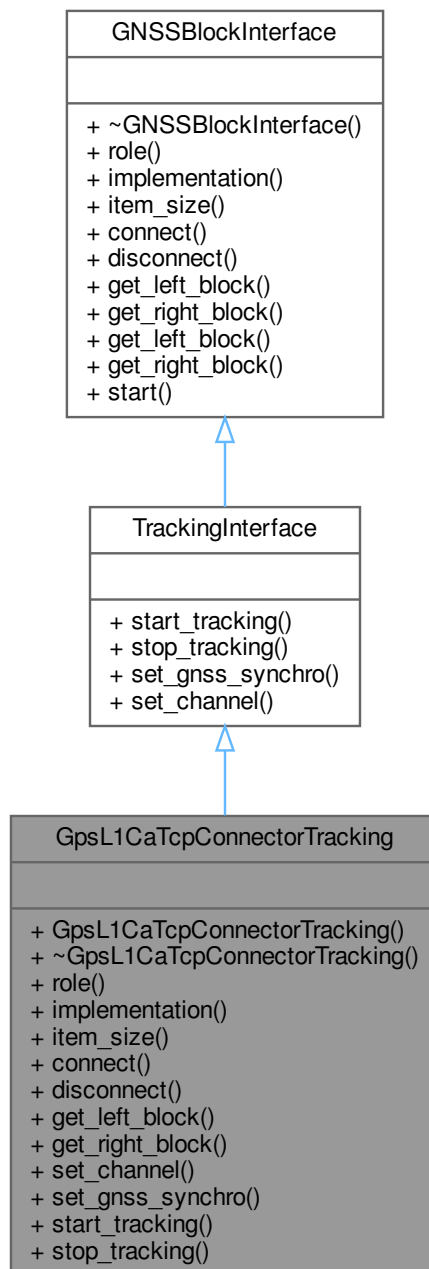 GNSSBlockInterface
+ ~GNSSBlockInterface()
+ role()
+ implementation()
+ item_size()
+ connect()
+ disconnect()
+ get_left_block()
+ get_right_block()
+ get_left_block()
+ get_right_block()
+ start()
TrackingInterface
+ start_tracking()
+ stop_tracking()
+ set_gnss_synchro()
+ set_channel()
GpsL1CaTcpConnectorTracking
+ GpsL1CaTcpConnectorTracking()
+ ~GpsL1CaTcpConnectorTracking()
+ role()
+ implementation()
+ item_size()
+ connect()
+ disconnect()
+ get_left_block()
+ get_right_block()
+ set_channel()
+ set_gnss_synchro()
+ start_tracking()
+ stop_tracking()